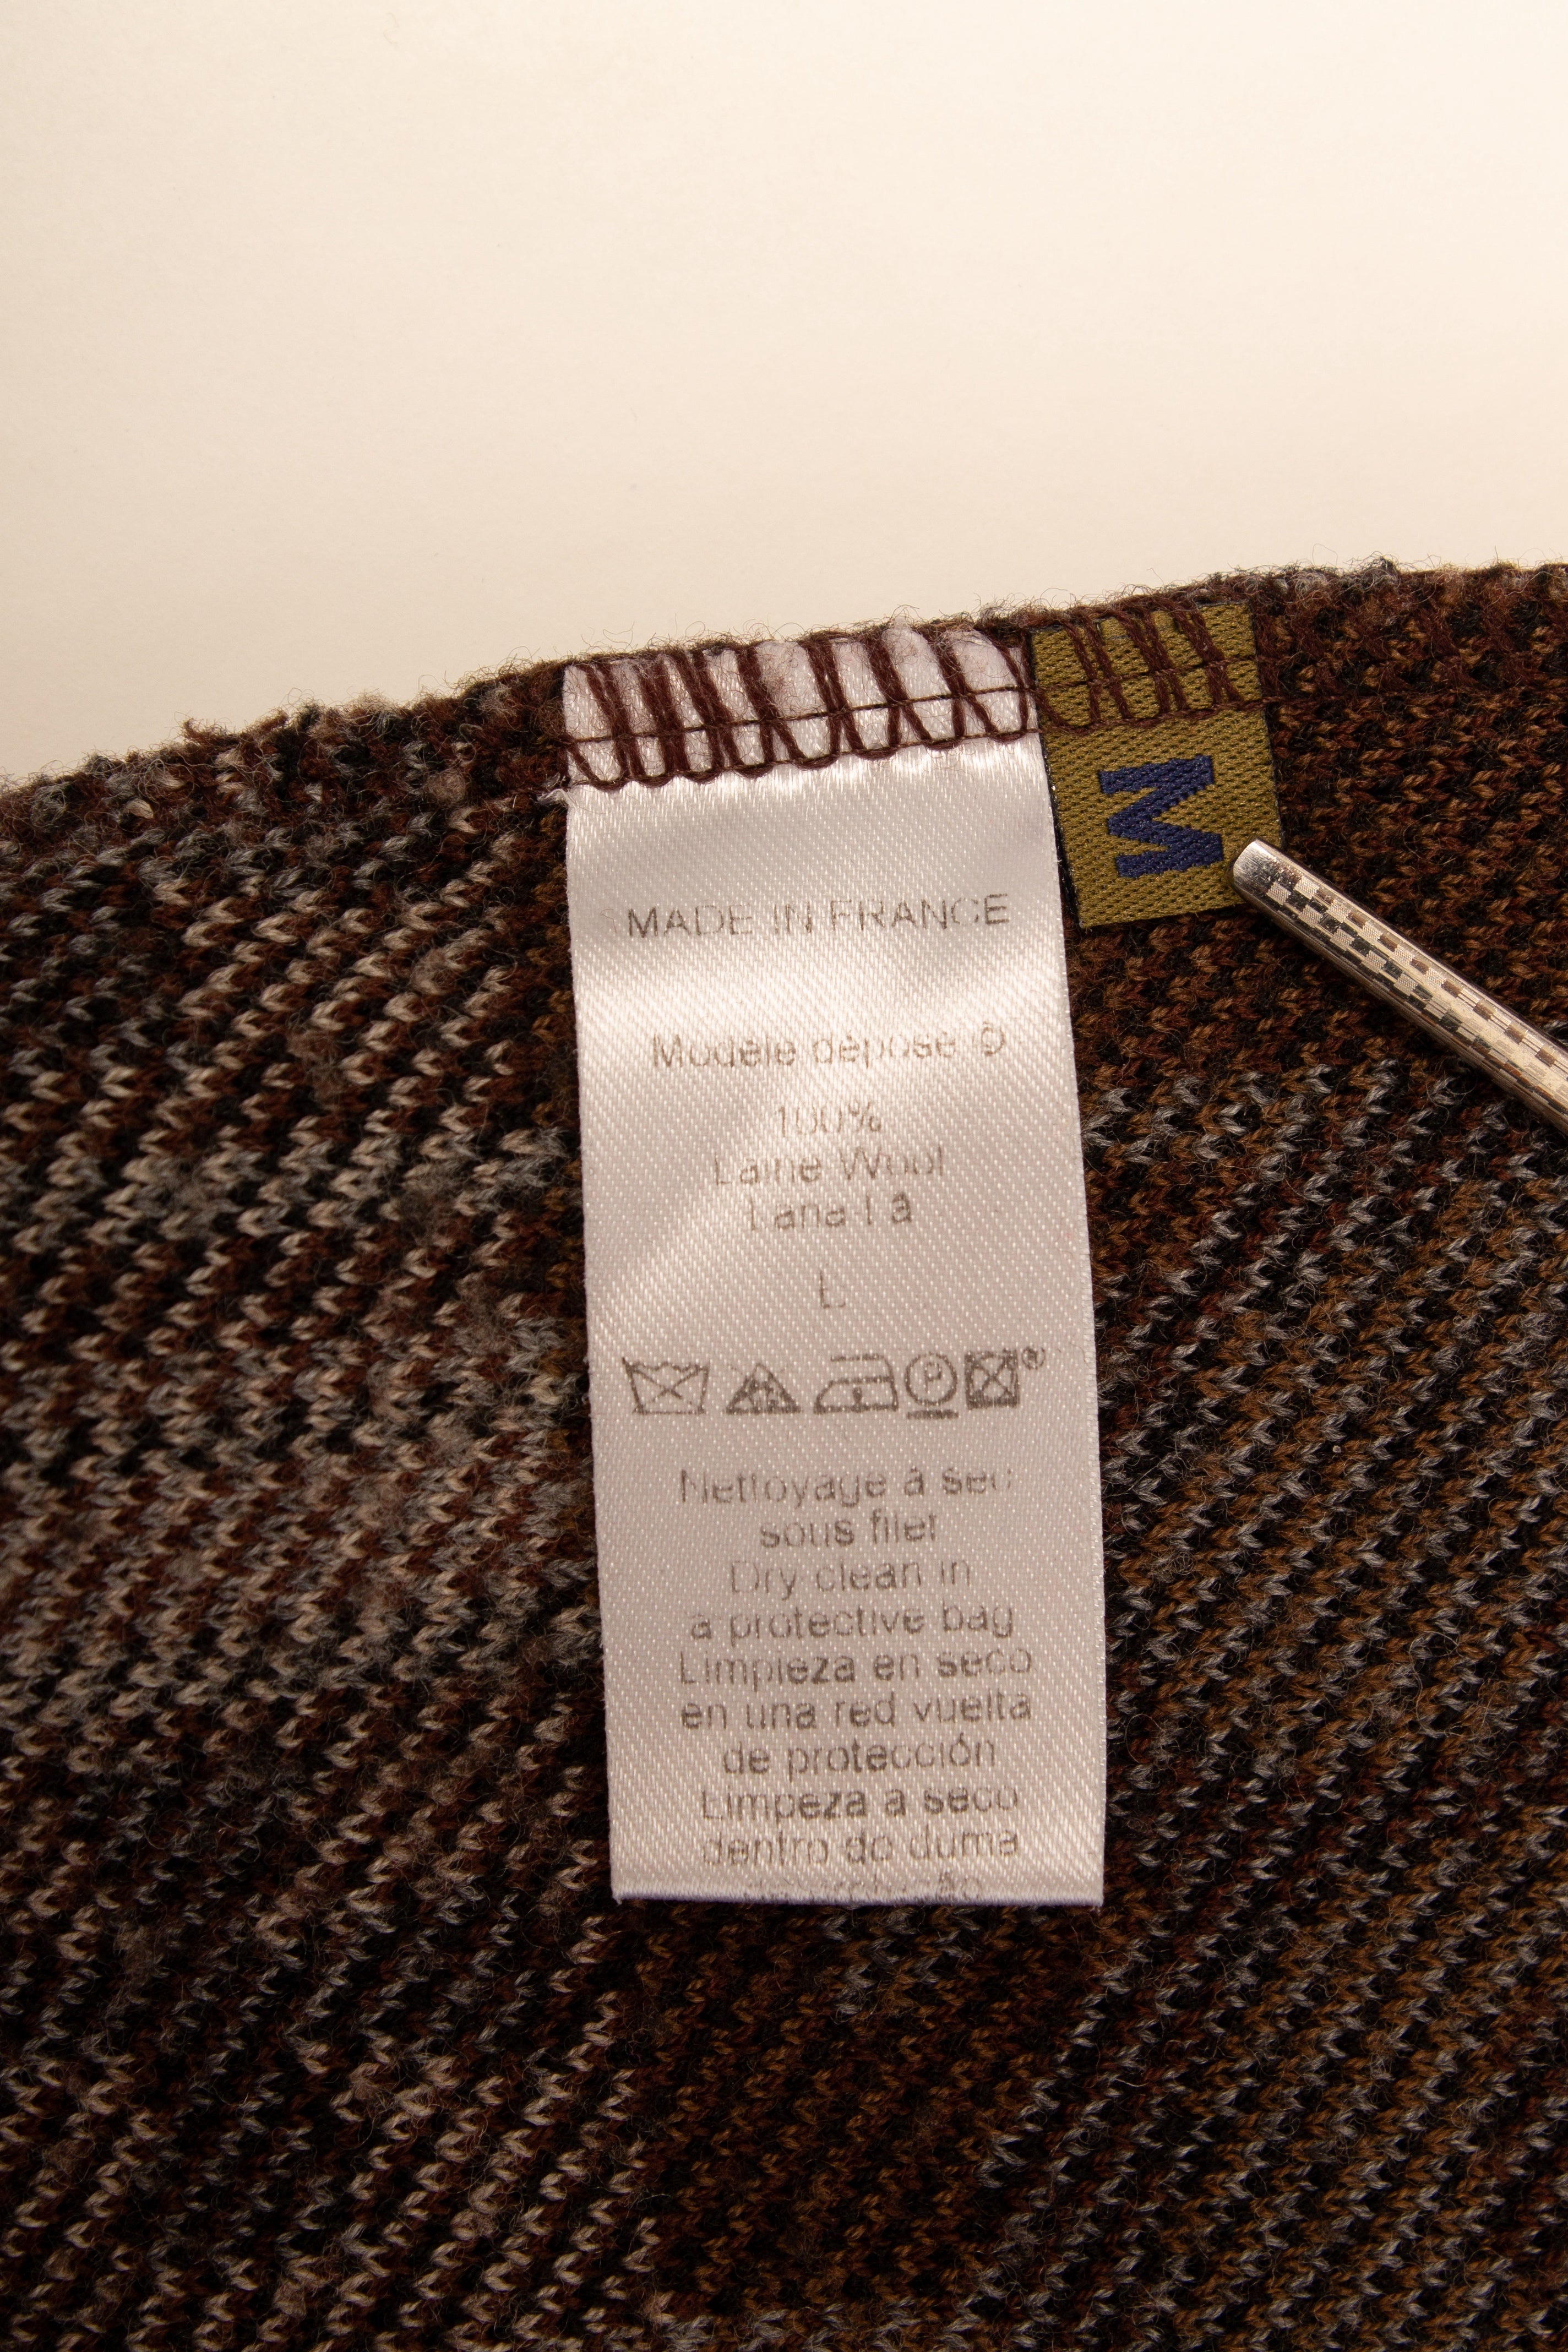 MADE IN FRANCE
M
Modèle déposé ©
100%
Laine Wool
Lana Lã
L
Nettoyage à sec
sous filet
Dry clean in
a protective bag
Limpieza en seco
en una red vuelta
de protección
Limpeza a seco
dentro do duma